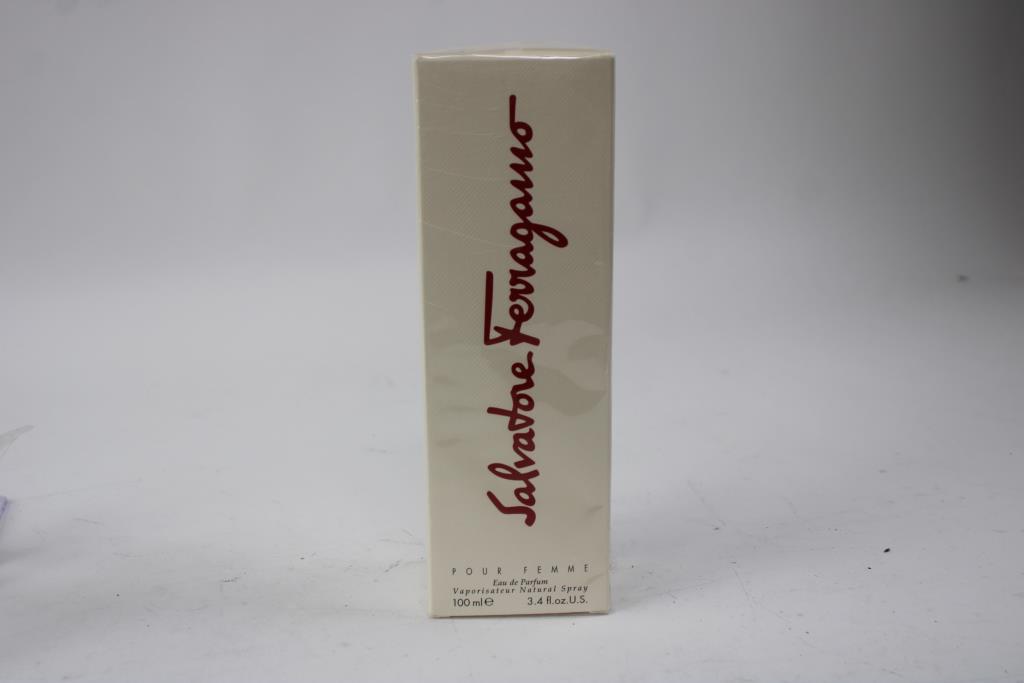 Salvatore Ferragamo
POUR FEMME
Eau de Parfum
Vaporisateur Natural Spray
100 ml ℮ 3.4 fl.oz.U.S.